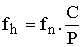 fₕ = fₙ . C/P